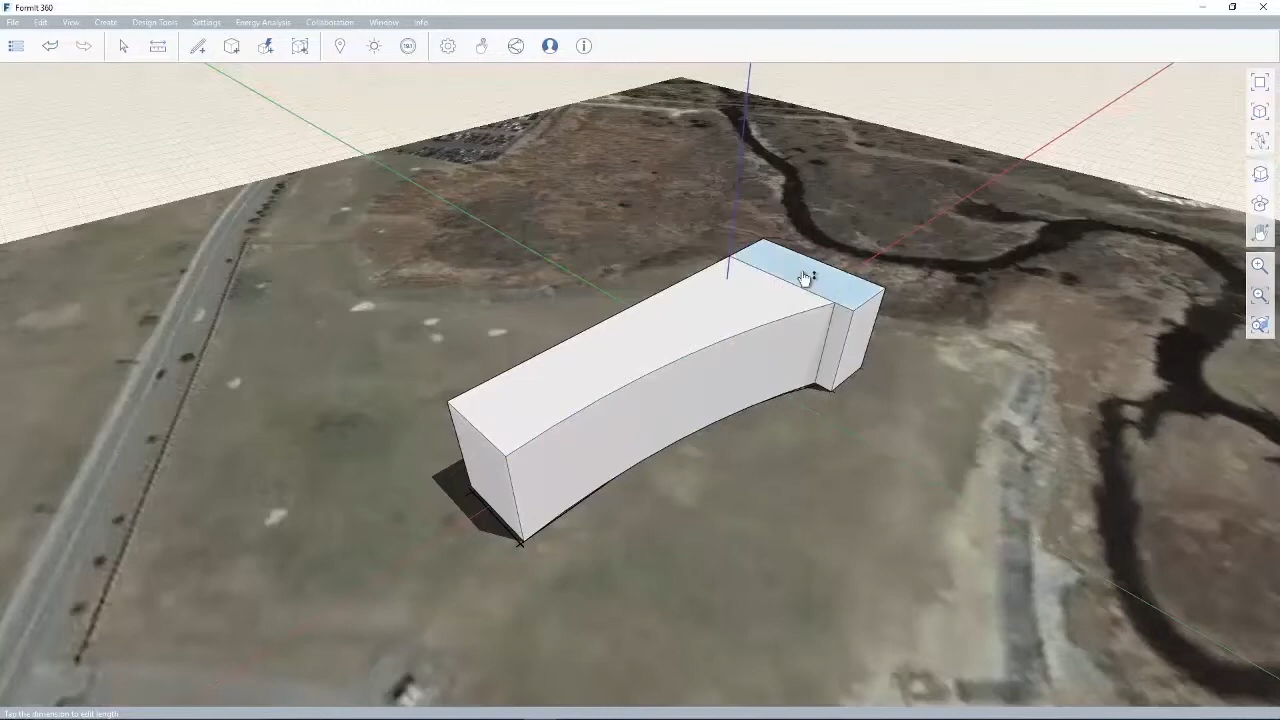 FormIt 360
File Edit View Create Design Tools Settings Energy Analysis Collaboration Window Info
Tap the dimension to edit length